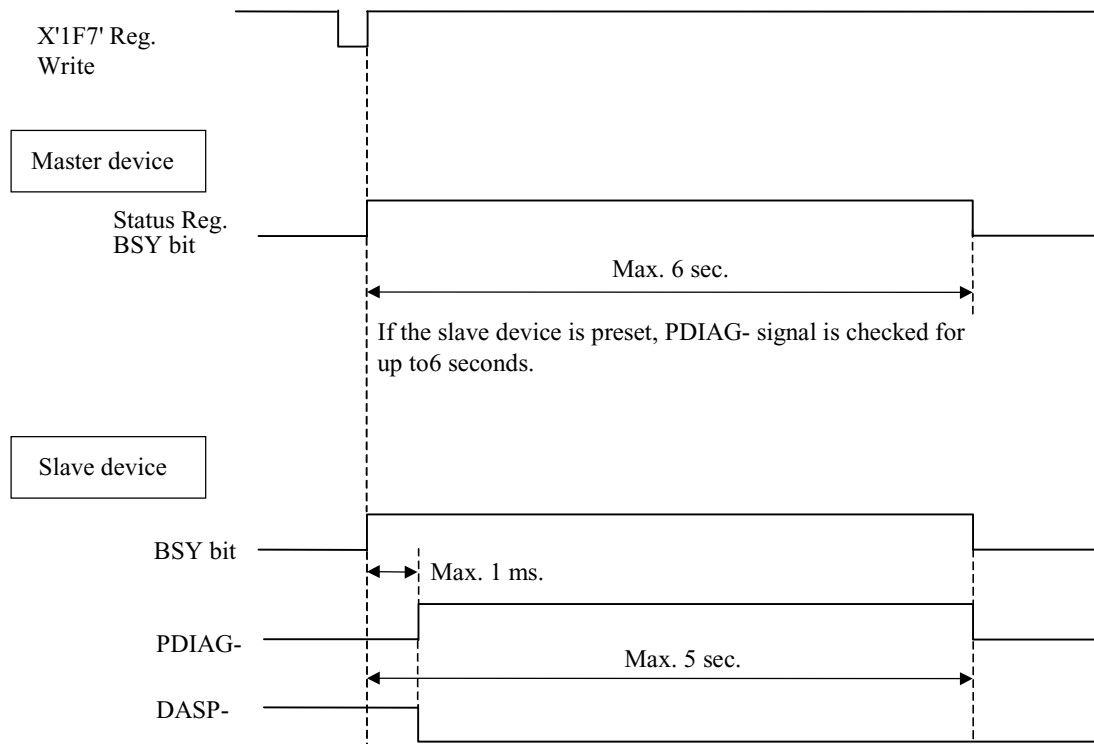 X'1F7' Reg.
Write
Master device
Status Reg.
BSY bit
Max. 6 sec.
If the slave device is preset, PDIAG- signal is checked for
up to6 seconds.
Slave device
BSY bit
Max. 1 ms.
PDIAG-
Max. 5 sec.
DASP-